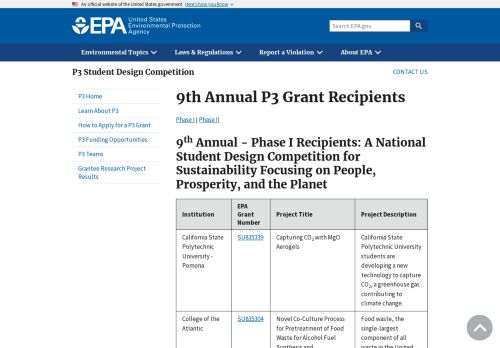 An official website of the United States government Here's how you know
EPA United States Environmental Protection Agency
Search EPA.gov
Environmental Topics Laws & Regulations Report a Violation About EPA
P3 Student Design Competition
CONTACT US
P3 Home
Learn About P3
How to Apply for a P3 Grant
P3 Funding Opportunities
P3 Teams
Grantee Research Project
Results
9th Annual P3 Grant Recipients
Phase I | Phase II
9th Annual - Phase I Recipients: A National
Student Design Competition for
Sustainability Focusing on People,
Prosperity, and the Planet
Institution EPA Grant Number Project Title Project Description
California State Polytechnic University - Pomona
SU835339
Capturing CO2 with MgO Aerogels
California State
Polytechnic University
students are
developing a new
technology to capture
CO2, a greenhouse gas
contributing to
climate change.
College of the Atlantic
SU835304
Novel Co-Culture Process
for Pretreatment of Food
Waste for Alcohol Fuel
Synthesis and
Food waste, the
single-largest
component of all
waste in the United